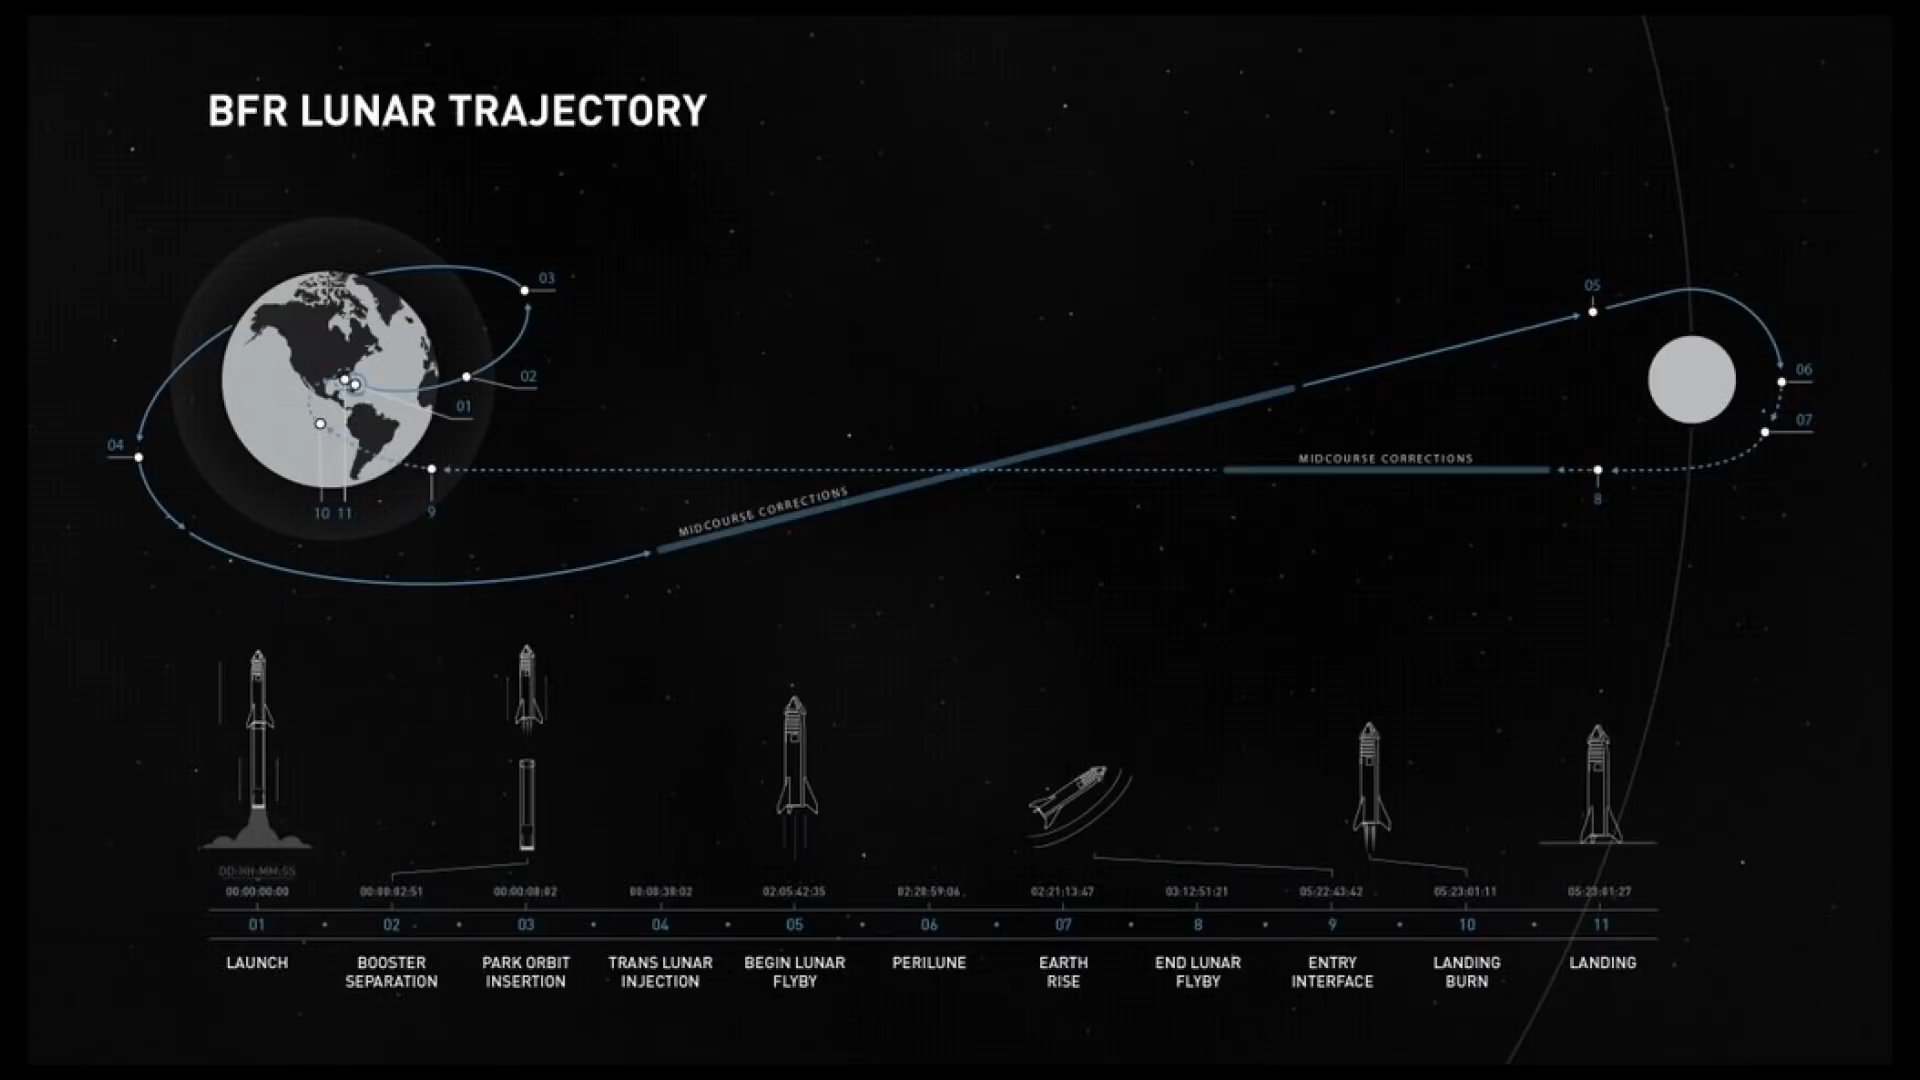 BFR LUNAR TRAJECTORY
03
02
01
04
10 11
9
MIDCOURSE CORRECTIONS
05
06
07
MIDCOURSE CORRECTIONS
8
DD:HH:MM:SS
00:00:00:00 00:00:02:51 00:00:08:02 00:08:38:02 02:05:42:35 02:20:59:06 02:21:13:47 03:12:51:21 05:22:43:42 05:23:01:11 05:23:01:27
01 02 03 04 05 06 07 8 9 10 11
LAUNCH BOOSTER PARK ORBIT TRANS LUNAR BEGIN LUNAR PERILUNE EARTH END LUNAR ENTRY LANDING LANDING
SEPARATION INSERTION INJECTION FLYBY RISE FLYBY INTERFACE BURN